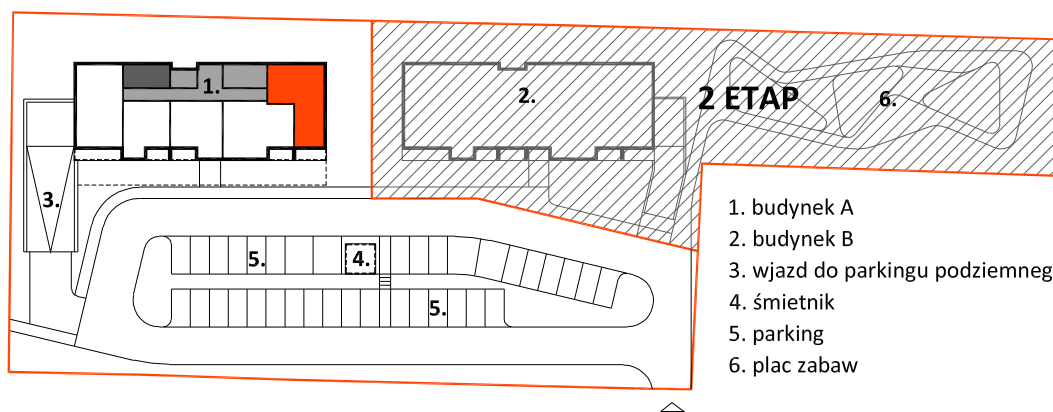 1.
2.
2 ETAP
6.
3.
5.
4.
5.
1. budynek A
2. budynek B
3. wjazd do parkingu podziemneg
4. śmietnik
5. parking
6. plac zabaw